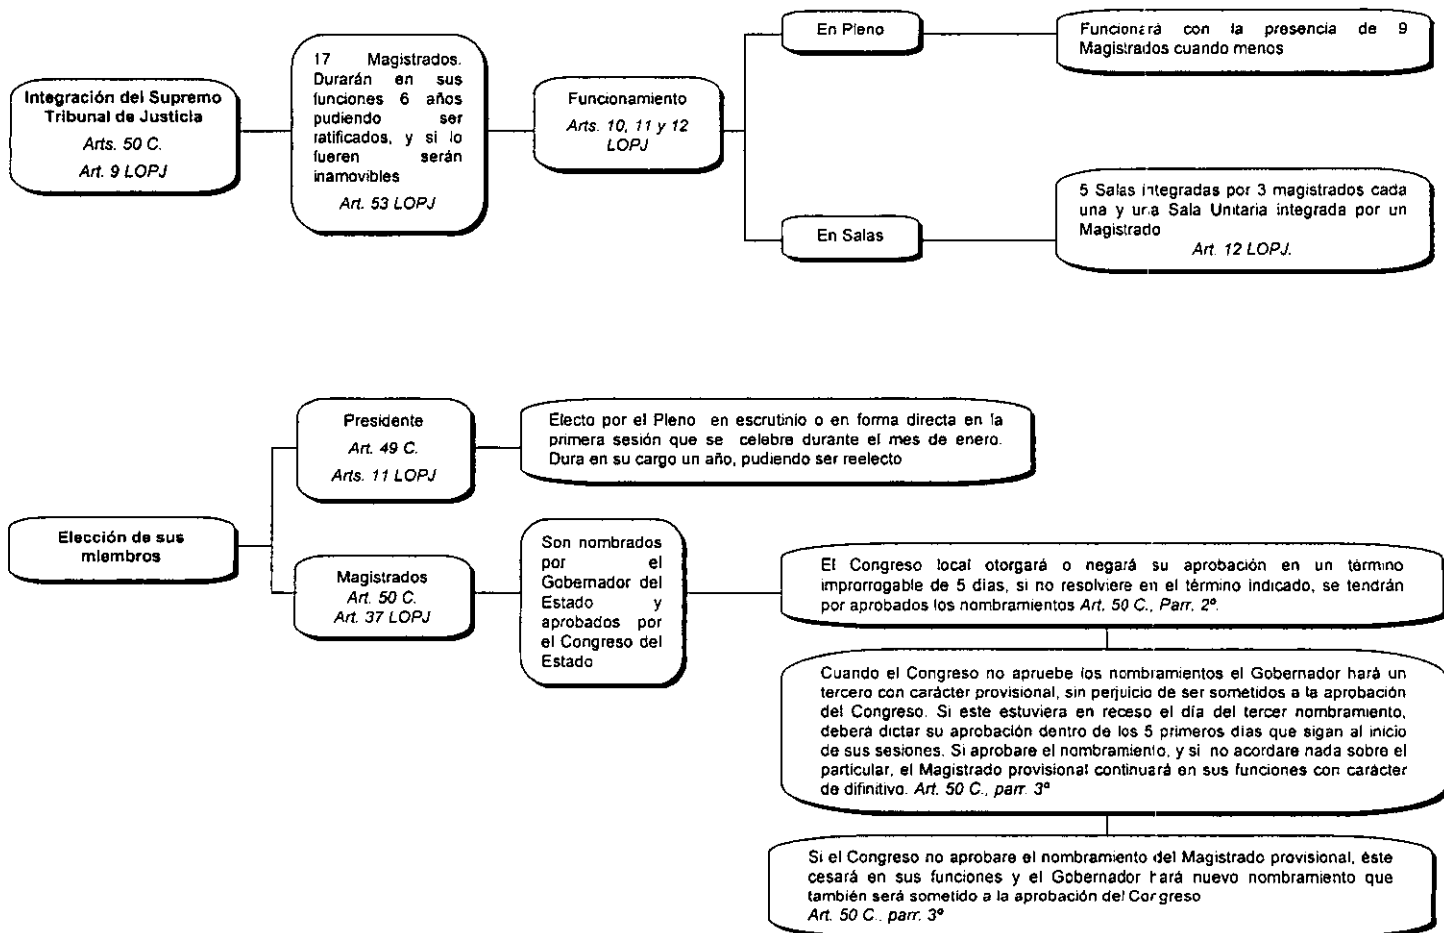 Integración del Supremo
Tribunal de Justicia
Arts. 50 C.
Art. 9 LOPJ
17 Magistrados.
Durarán en sus
funciones 6 años
pudiendo ser
ratificados, y si lo
fueren serán
inamovibles
Art. 53 LOPJ
Funcionamiento
Arts. 10, 11 y 12
LOPJ
En Pleno
Funcionará con la presencia de 9
Magistrados cuando menos
En Salas
5 Salas integradas por 3 magistrados cada
una y una Sala Unitaria integrada por un
Magistrado
Art. 12 LOPJ.
Elección de sus
miembros
Presidente
Art. 49 C.
Arts. 11 LOPJ
Electo por el Pleno en escrutinio o en forma directa en la
primera sesión que se celebre durante el mes de enero.
Dura en su cargo un año, pudiendo ser reelecto
Magistrados
Art. 50 C.
Art. 37 LOPJ
Son nombrados
por el
Gobernador del
Estado y
aprobados por
el Congreso del
Estado
El Congreso local otorgará o negará su aprobación en un término
improrrogable de 5 días, si no resolviere en el término indicado, se tendrán
por aprobados los nombramientos Art. 50 C., Parr. 2º.
Cuando el Congreso no apruebe los nombramientos el Gobernador hará un
tercero con carácter provisional, sin perjuicio de ser sometidos a la aprobación
del Congreso. Si este estuviera en receso el día del tercer nombramiento,
deberá dictar su aprobación dentro de los 5 primeros días que sigan al inicio
de sus sesiones. Si aprobare el nombramiento, y si no acordare nada sobre el
particular, el Magistrado provisional continuará en sus funciones con carácter
de difinitivo. Art. 50 C., parr. 3º
Si el Congreso no aprobare el nombramiento del Magistrado provisional, éste
cesará en sus funciones y el Gobernador hará nuevo nombramiento que
también será sometido a la aprobación del Congreso
Art. 50 C., parr. 3º